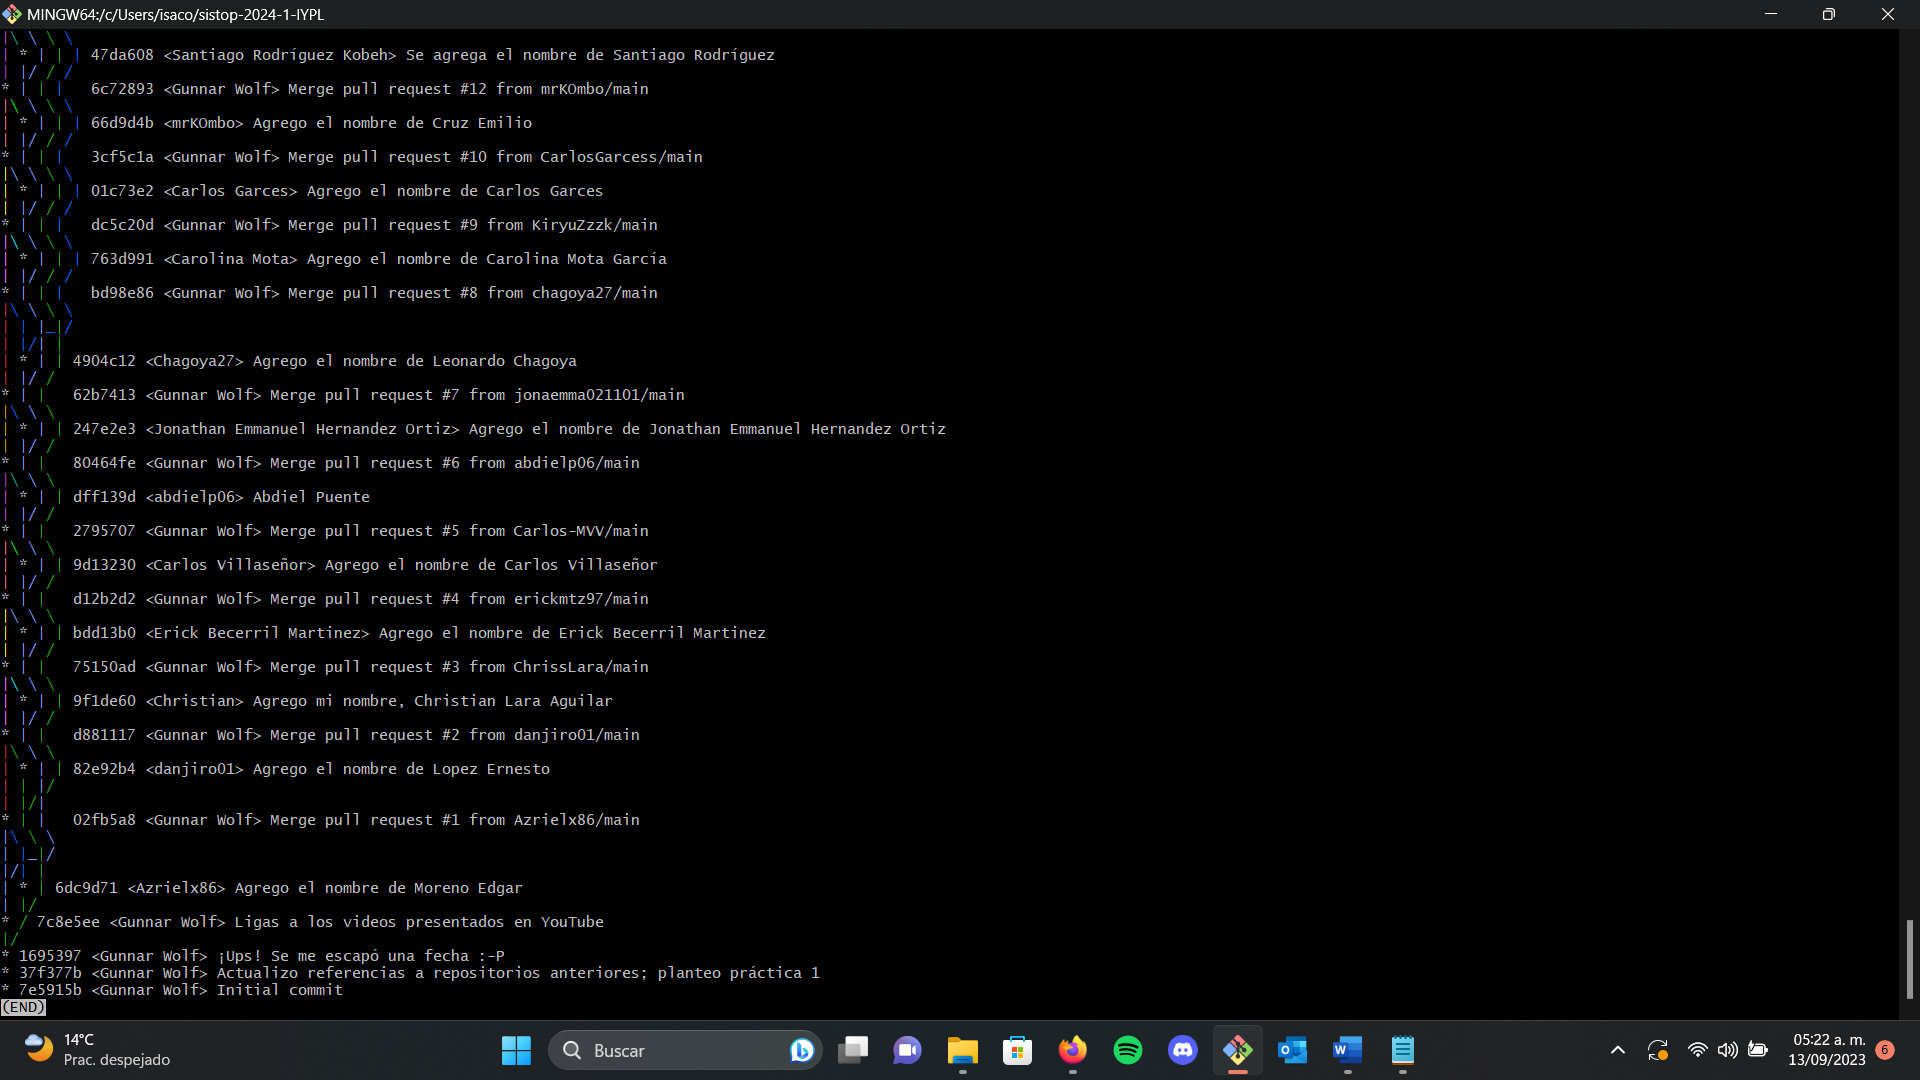 MINGW64:/c/Users/isaco/sistop-2024-1-IYPL
|\ \ \ \
| * | | | 47da608 <Santiago Rodríguez Kobeh> Se agrega el nombre de Santiago Rodríguez
| |/ / /
* | | |   6c72893 <Gunnar Wolf> Merge pull request #12 from mrKOmbo/main
|\ \ \ \
| * | | | 66d9d4b <mrKOmbo> Agrego el nombre de Cruz Emilio
| |/ / /
* | | |   3cf5c1a <Gunnar Wolf> Merge pull request #10 from CarlosGarcess/main
|\ \ \ \
| * | | | 01c73e2 <Carlos Garces> Agrego el nombre de Carlos Garces
| |/ / /
* | | |   dc5c20d <Gunnar Wolf> Merge pull request #9 from KiryuZzzk/main
|\ \ \ \
| * | | | 763d991 <Carolina Mota> Agrego el nombre de Carolina Mota García
| |/ / /
* | | |   bd98e86 <Gunnar Wolf> Merge pull request #8 from chagoya27/main
|\ \ \ \
| | |_|/
| |/| |
| * | | 4904c12 <Chagoya27> Agrego el nombre de Leonardo Chagoya
| |/ /
* | |   62b7413 <Gunnar Wolf> Merge pull request #7 from jonaemma021101/main
|\ \ \
| * | | 247e2e3 <Jonathan Emmanuel Hernandez Ortiz> Agrego el nombre de Jonathan Emmanuel Hernandez Ortiz
| |/ /
* | |   80464fe <Gunnar Wolf> Merge pull request #6 from abdielp06/main
|\ \ \
| * | | dff139d <abdielp06> Abdiel Puente
| |/ /
* | |   2795707 <Gunnar Wolf> Merge pull request #5 from Carlos-MVV/main
|\ \ \
| * | | 9d13230 <Carlos Villaseñor> Agrego el nombre de Carlos Villaseñor
| |/ /
* | |   d12b2d2 <Gunnar Wolf> Merge pull request #4 from erickmtz97/main
|\ \ \
| * | | bdd13b0 <Erick Becerril Martinez> Agrego el nombre de Erick Becerril Martinez
| |/ /
* | |   75150ad <Gunnar Wolf> Merge pull request #3 from ChrissLara/main
|\ \ \
| * | | 9f1de60 <Christian> Agrego mi nombre, Christian Lara Aguilar
| |/ /
* | |   d881117 <Gunnar Wolf> Merge pull request #2 from danjiro01/main
|\ \ \
| * | | 82e92b4 <danjiro01> Agrego el nombre de Lopez Ernesto
| | |/
| |/|
* | |   02fb5a8 <Gunnar Wolf> Merge pull request #1 from Azrielx86/main
|\ \ \
| |_|/
|/| |
| * | 6dc9d71 <Azrielx86> Agrego el nombre de Moreno Edgar
| |/
* / 7c8e5ee <Gunnar Wolf> Ligas a los videos presentados en YouTube
|/
* 1695397 <Gunnar Wolf> ¡Ups! Se me escapó una fecha :-P
* 37f377b <Gunnar Wolf> Actualizo referencias a repositorios anteriores; planteo práctica 1
* 7e5915b <Gunnar Wolf> Initial commit
(END)
14°C
Prac. despejado
Buscar
05:22 a. m.
13/09/2023
6